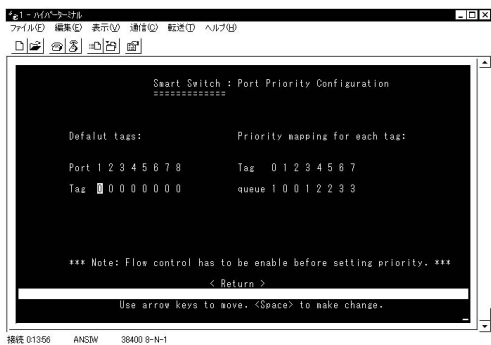 1 - ハイパーターミナル
ファイル(F) 編集(E) 表示(V) 通信(C) 転送(T) ヘルプ(H)
Smart Switch : Port Priority Configuration
=============
Defalut tags: Priority mapping for each tag:
Port 1 2 3 4 5 6 7 8 Tag 0 1 2 3 4 5 6 7
Tag 0 0 0 0 0 0 0 0 queue 1 0 0 1 2 2 3 3
*** Note: Flow control has to be enable before setting priority. ***
< Return >
Use arrow keys to move. <Space> to make change.
接続 0:13:56 ANSIW 38400 8-N-1